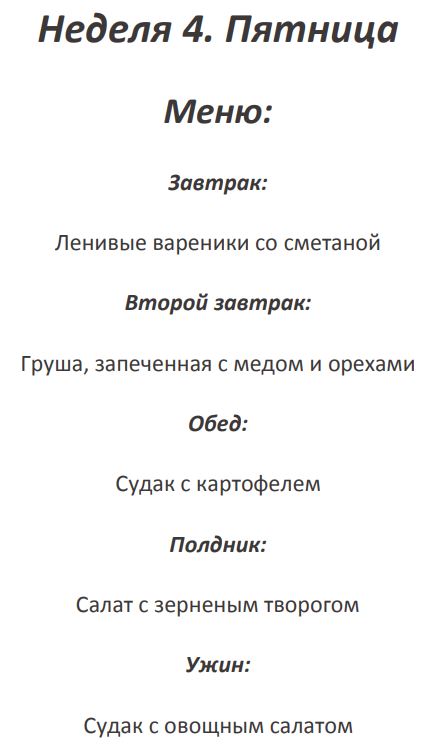 Неделя 4. Пятница
Меню:
Завтрак:
Ленивые вареники со сметаной
Второй завтрак:
Груша, запеченная с медом и орехами
Обед:
Судак с картофелем
Полдник:
Салат с зерненым творогом
Ужин:
Судак с овощным салатом